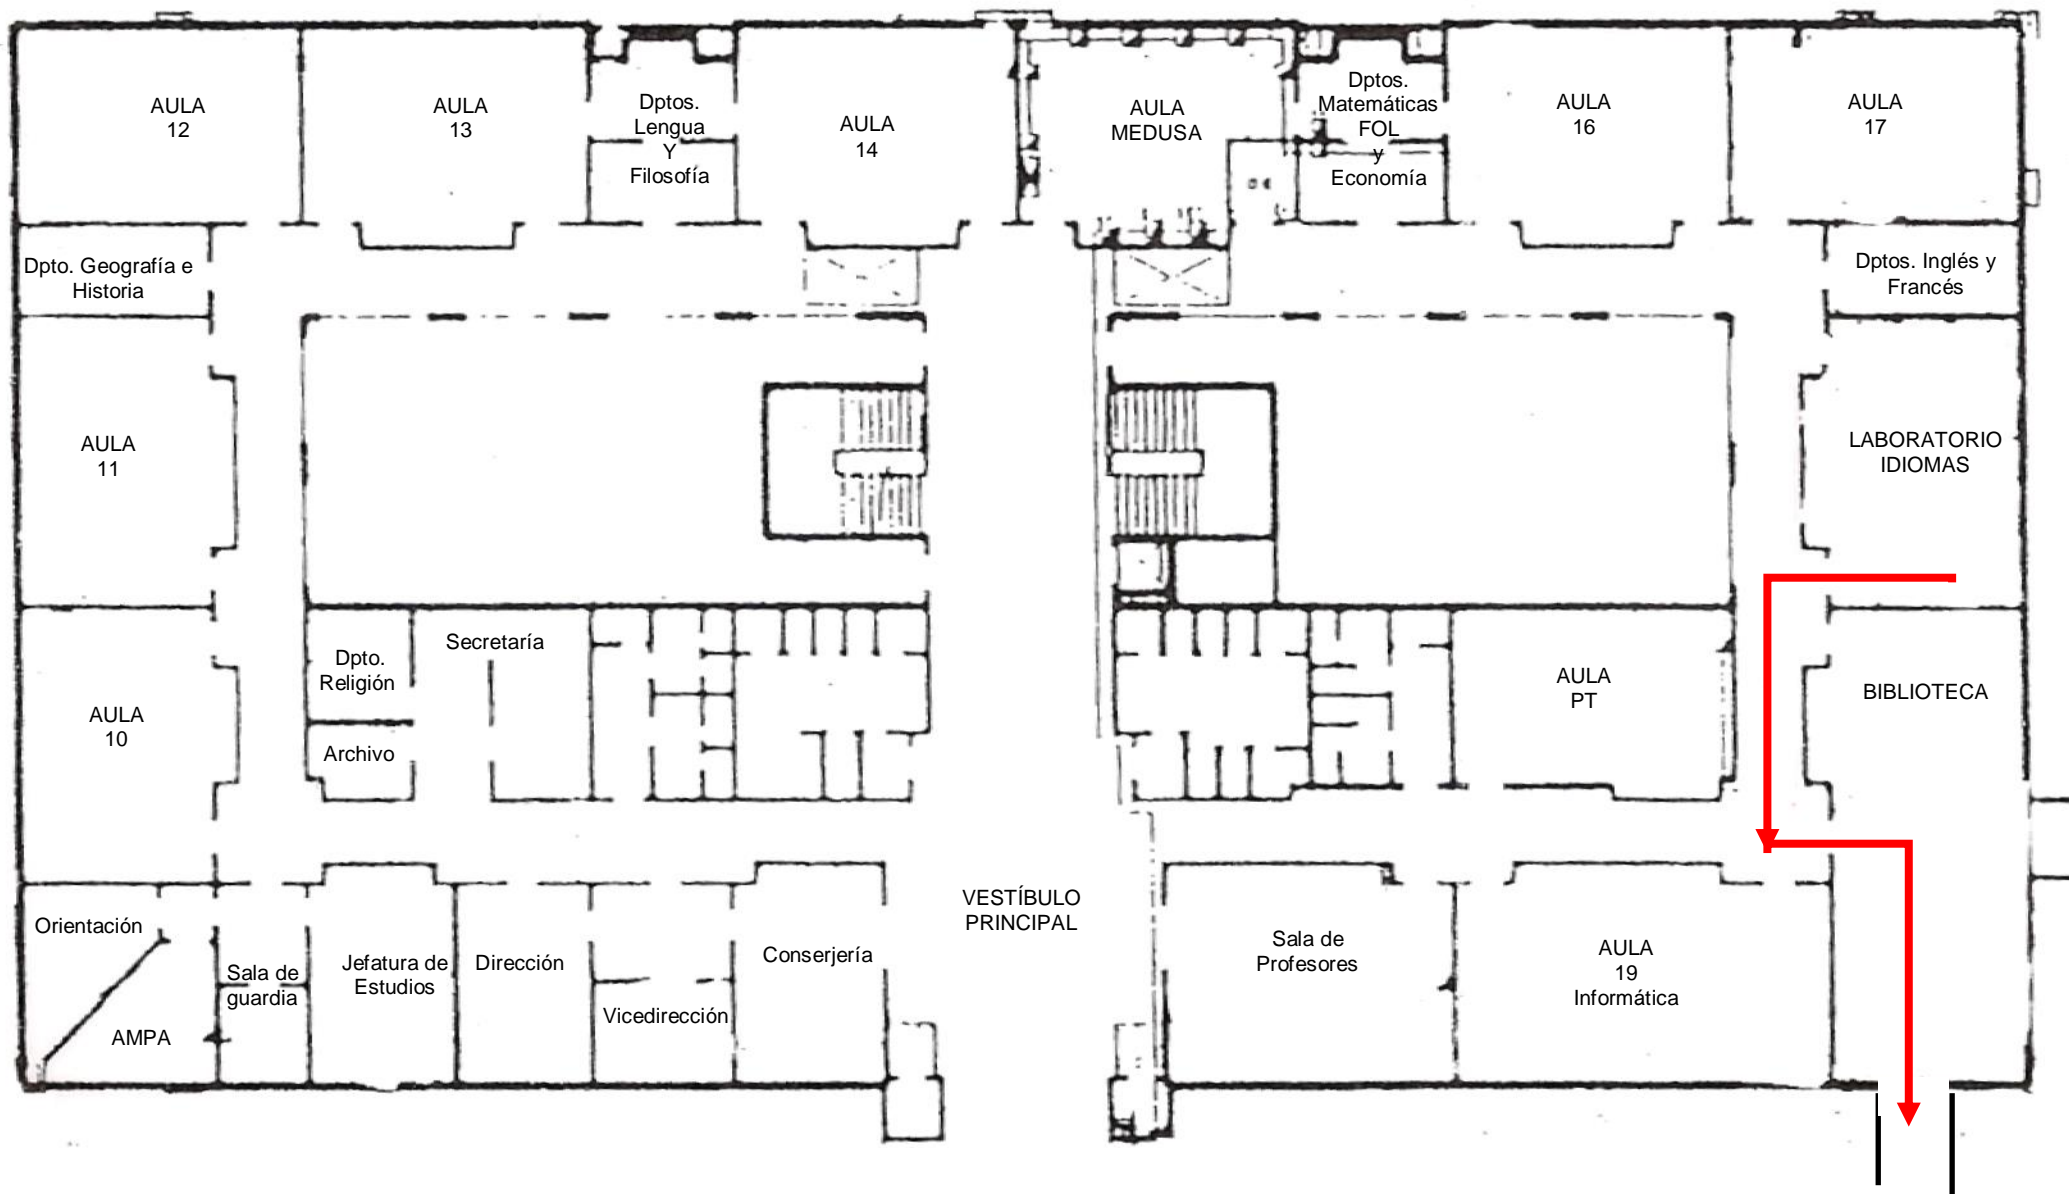 AULA
12
AULA
13
Dptos.
Lengua
Y
Filosofía
AULA
14
AULA
MEDUSA
Dptos.
Matemáticas
FOL
y
Economía
AULA
16
AULA
17
Dpto. Geografía e
Historia
Dptos. Inglés y
Francés
AULA
11
LABORATORIO
IDIOMAS
Dpto.
Religión
Secretaría
AULA
PT
BIBLIOTECA
AULA
10
Archivo
Orientación
AMPA
Sala de
guardia
Jefatura de
Estudios
Dirección
Vicedirección
Conserjería
VESTÍBULO
PRINCIPAL
Sala de
Profesores
AULA
19
Informática